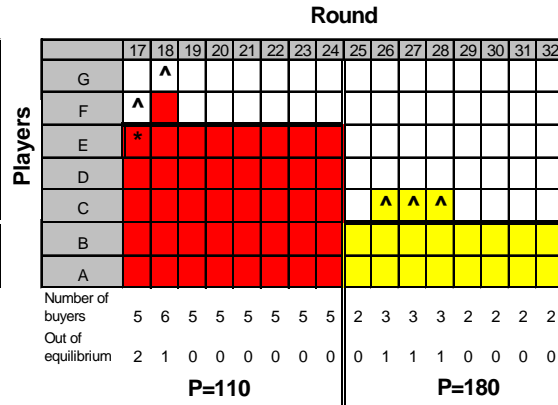 Round
17 18 19 20 21 22 23 24 25 26 27 28 29 30 31 32
Players
G ^
F ^
E *
D
C ^ ^ ^
B
A
Number of
buyers 5 6 5 5 5 5 5 5 2 3 3 3 2 2 2 2
Out of
equilibrium 2 1 0 0 0 0 0 0 0 1 1 1 0 0 0 0
P=110 P=180